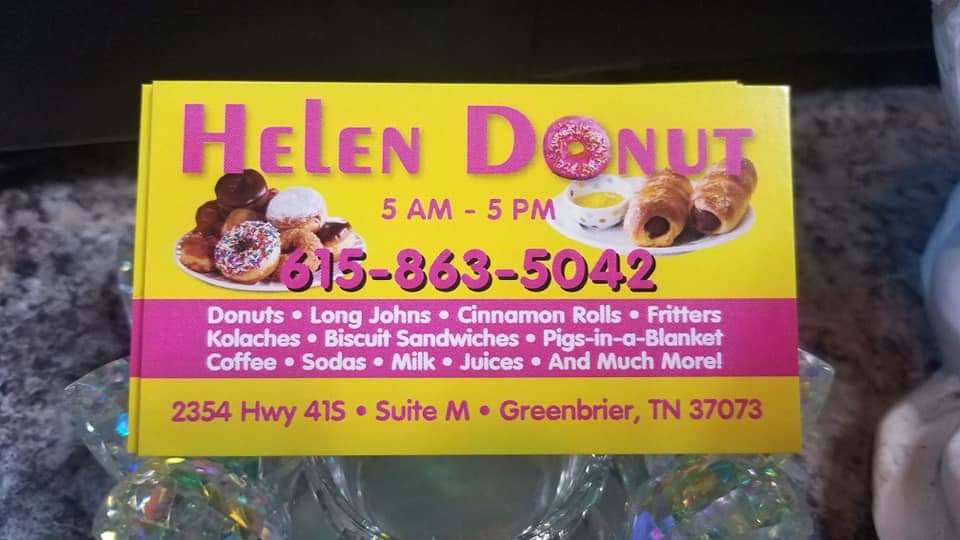 Helen Donut
5 AM - 5 PM
615-863-5042
Donuts • Long Johns • Cinnamon Rolls • Fritters
Kolaches • Biscuit Sandwiches • Pigs-in-a-Blanket
Coffee • Sodas • Milk • Juices • And Much More!
2354 Hwy 41S • Suite M • Greenbrier, TN 37073